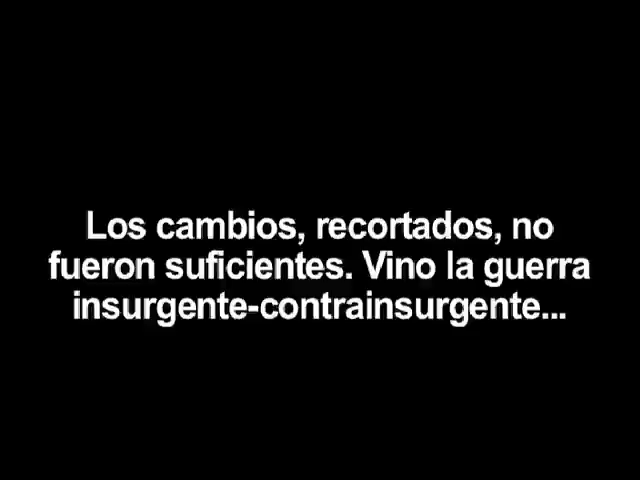 Los cambios, recortados, no
fueron suficientes. Vino la guerra
insurgente-contrainsurgente...